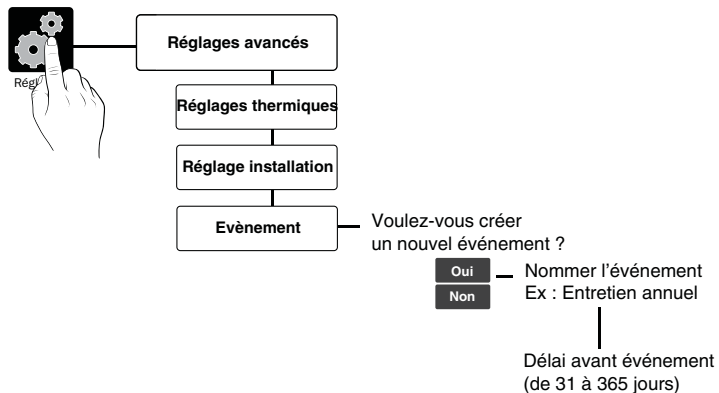 Régl
Réglages avancés
Réglages thermiques
Réglage installation
Evènement
Voulez-vous créer
un nouvel événement ?
Oui
Non
Nommer l'événement
Ex : Entretien annuel
Délai avant événement
(de 31 à 365 jours)